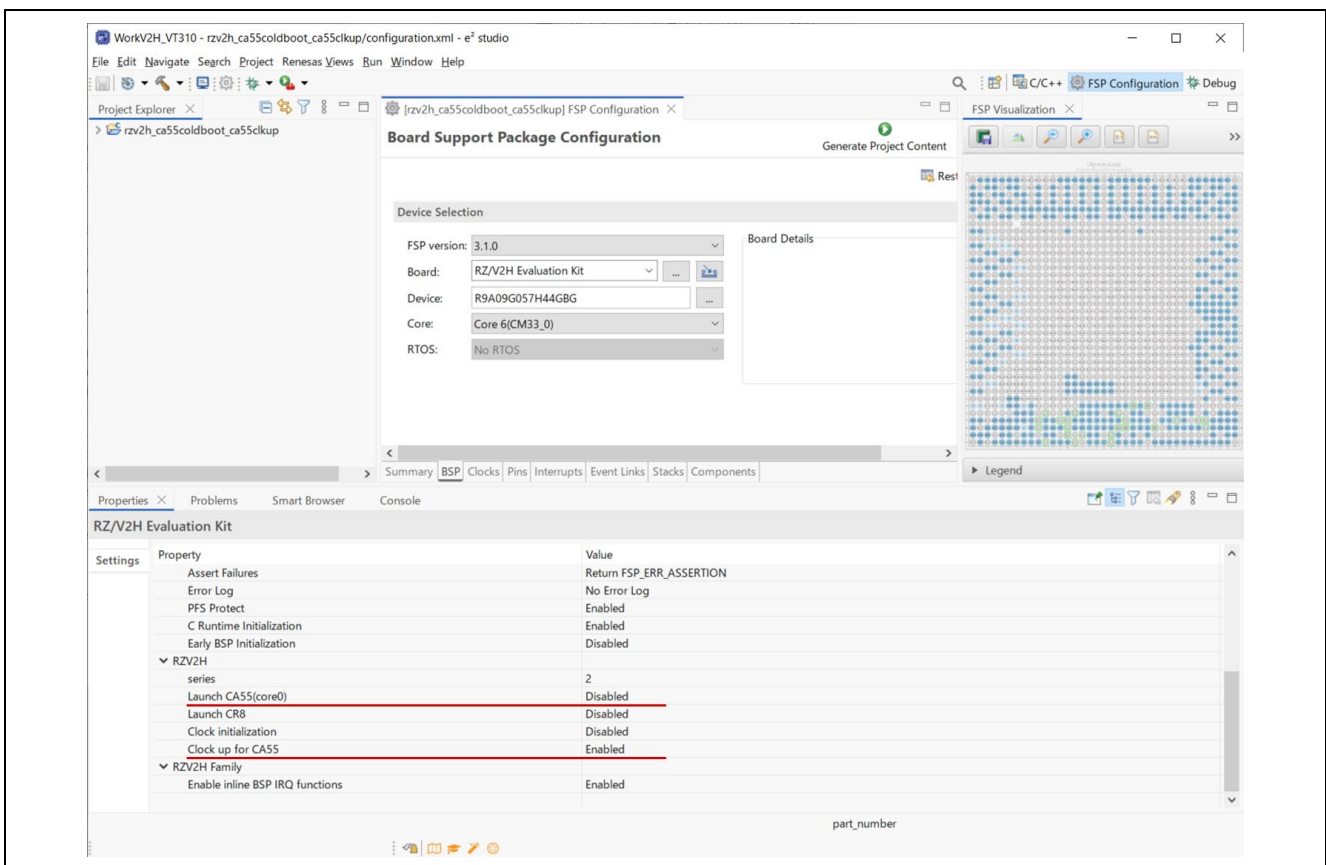 WorkV2H_VT310 - rzv2h_ca55coldboot_ca55clkup/configuration.xml - e² studio
File Edit Navigate Search Project Renesas Views Run Window Help
C/C++ FSP Configuration Debug
Project Explorer
[rzv2h_ca55coldboot_ca55clkup] FSP Configuration
FSP Visualization
rzv2h_ca55coldboot_ca55clkup
Board Support Package Configuration
Generate Project Content
Rest
Device Selection
FSP version: 3.1.0
Board Details
Board: RZ/V2H Evaluation Kit ...
Device: R9A09G057H44GBG ...
Core: Core 6(CM33_0)
RTOS: No RTOS
Summary BSP Clocks Pins Interrupts Event Links Stacks Components
Legend
Properties Problems Smart Browser Console
RZ/V2H Evaluation Kit
Settings
Property Value
Assert Failures Return FSP_ERR_ASSERTION
Error Log No Error Log
PFS Protect Enabled
C Runtime Initialization Enabled
Early BSP Initialization Disabled
RZV2H
series 2
Launch CA55(core0) Disabled
Launch CR8 Disabled
Clock initialization Disabled
Clock up for CA55 Enabled
RZV2H Family
Enable inline BSP IRQ functions Enabled
part_number